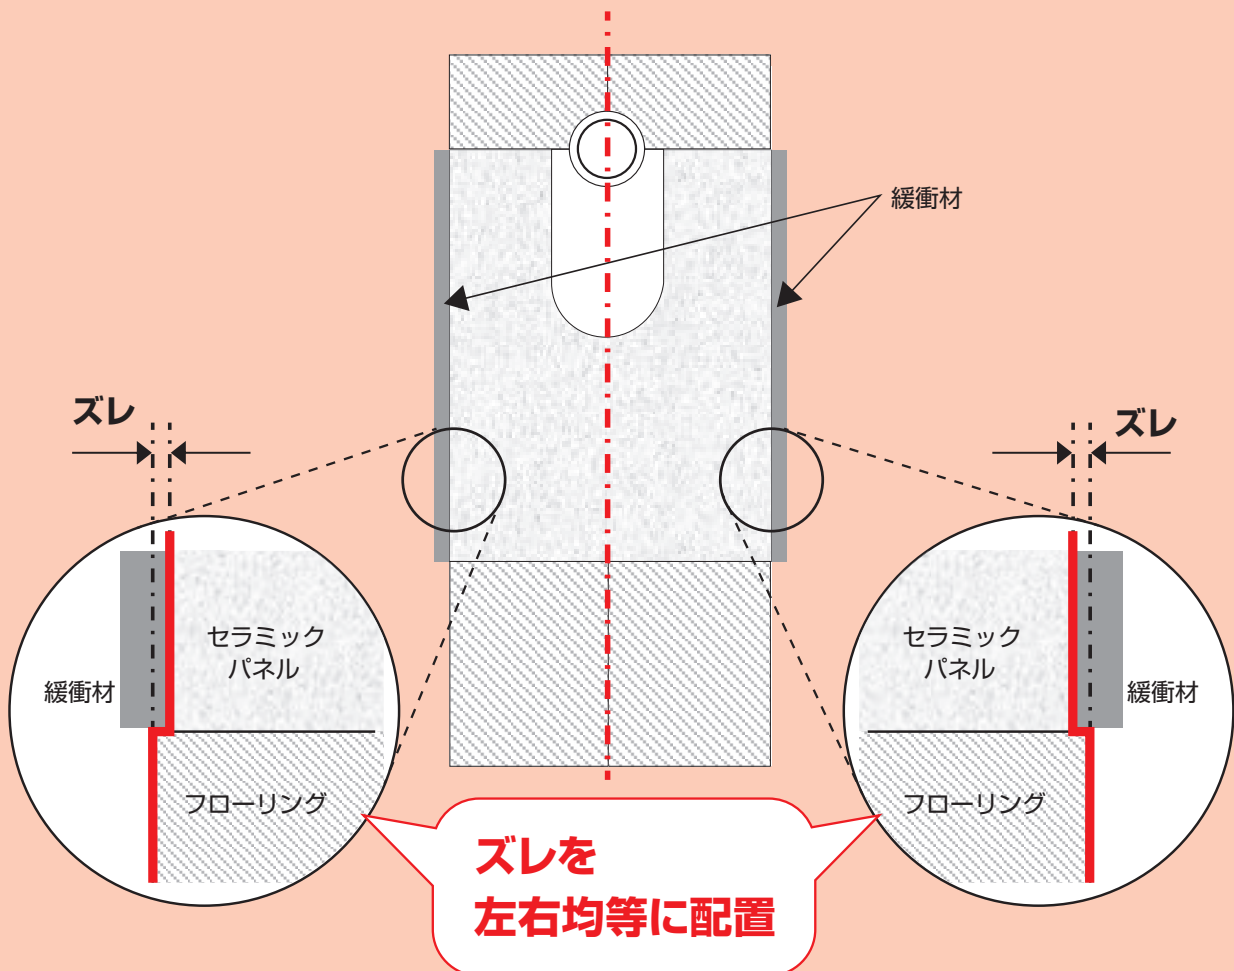 緩衝材
ズレ
ズレ
セラミック
パネル
緩衝材
フローリング
セラミック
パネル
緩衝材
フローリング
ズレを
左右均等に配置